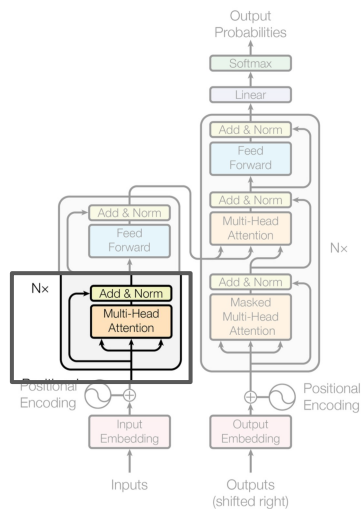 Output
Probabilities
Softmax
Linear
Add & Norm
Feed
Forward
Add & Norm
Multi-Head
Attention
Add & Norm
Feed
Forward
N×
N×
Add & Norm
Multi-Head
Attention
Add & Norm
Masked
Multi-Head
Attention
Positional
Encoding
Positional
Encoding
Input
Embedding
Output
Embedding
Inputs
Outputs
(shifted right)